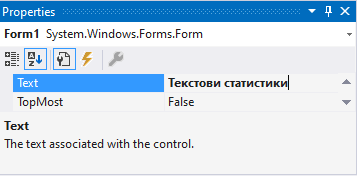 Properties
Form1 System.Windows.Forms.Form
Text Текстови статистики
TopMost False
Text
The text associated with the control.